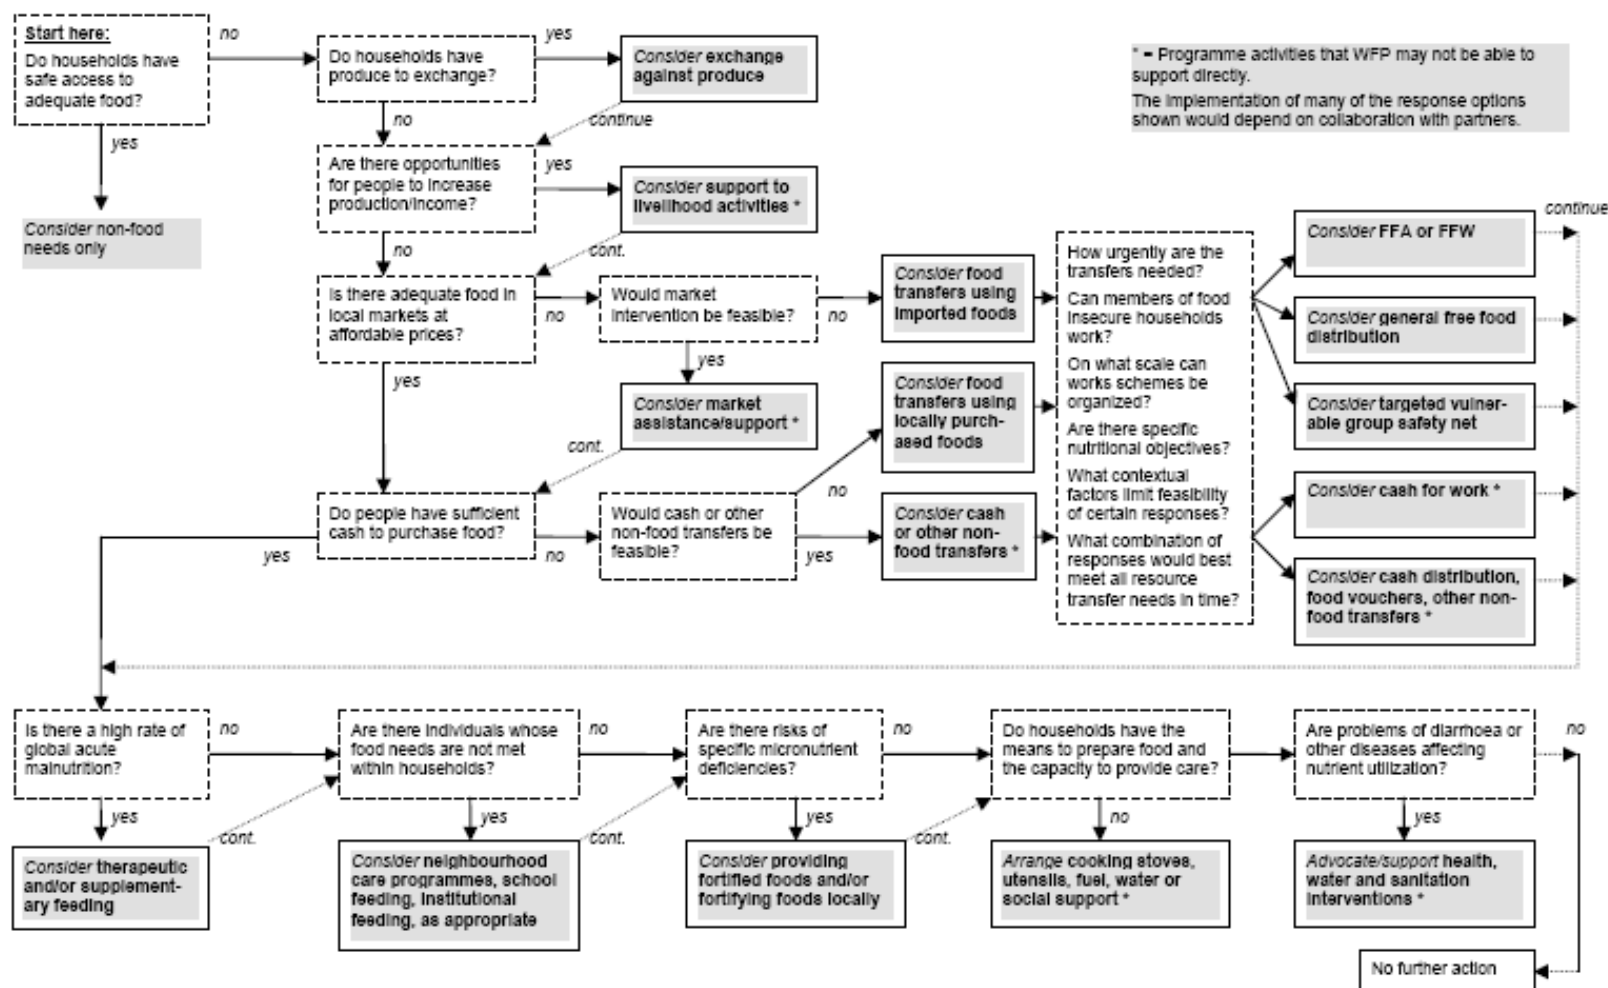 Start here:
Do households have
safe access to
adequate food?
no
yes
Consider non-food
needs only
Do households have
produce to exchange?
yes
no
Consider exchange
against produce
continue
* = Programme activities that WFP may not be able to
support directly.
The implementation of many of the response options
shown would depend on collaboration with partners.
Are there opportunities
for people to increase
production/income?
yes
no
Consider support to
livelihood activities *
cont.
Is there adequate food in
local markets at
affordable prices?
no
yes
Would market
intervention be feasible?
no
yes
Consider market
assistance/support *
cont.
Do people have sufficient
cash to purchase food?
yes
no
Would cash or other
non-food transfers be
feasible?
no
yes
Consider food
transfers using
imported foods
Consider food
transfers using
locally purch-
ased foods
Consider cash
or other non-
food transfers *
How urgently are the
transfers needed?
Can members of food
insecure households
work?
On what scale can
works schemes be
organized?
Are there specific
nutritional objectives?
What contextual
factors limit feasibility
of certain responses?
What combination of
responses would best
meet all resource
transfer needs in time?
continue
Consider FFA or FFW
Consider general free food
distribution
Consider targeted vulner-
able group safety net
Consider cash for work *
Consider cash distribution,
food vouchers, other non-
food transfers *
Is there a high rate of
global acute
malnutrition?
no
yes
Consider therapeutic
and/or supplement-
ary feeding
cont.
Are there individuals whose
food needs are not met
within households?
no
yes
Consider neighbourhood
care programmes, school
feeding, institutional
feeding, as appropriate
cont.
Are there risks of
specific micronutrient
deficiencies?
no
yes
Consider providing
fortified foods and/or
fortifying foods locally
cont.
Do households have the
means to prepare food and
the capacity to provide care?
no
Arrange cooking stoves,
utensils, fuel, water or
social support *
Are problems of diarrhoea or
other diseases affecting
nutrient utilization?
no
yes
Advocate/support health,
water and sanitation
interventions *
No further action